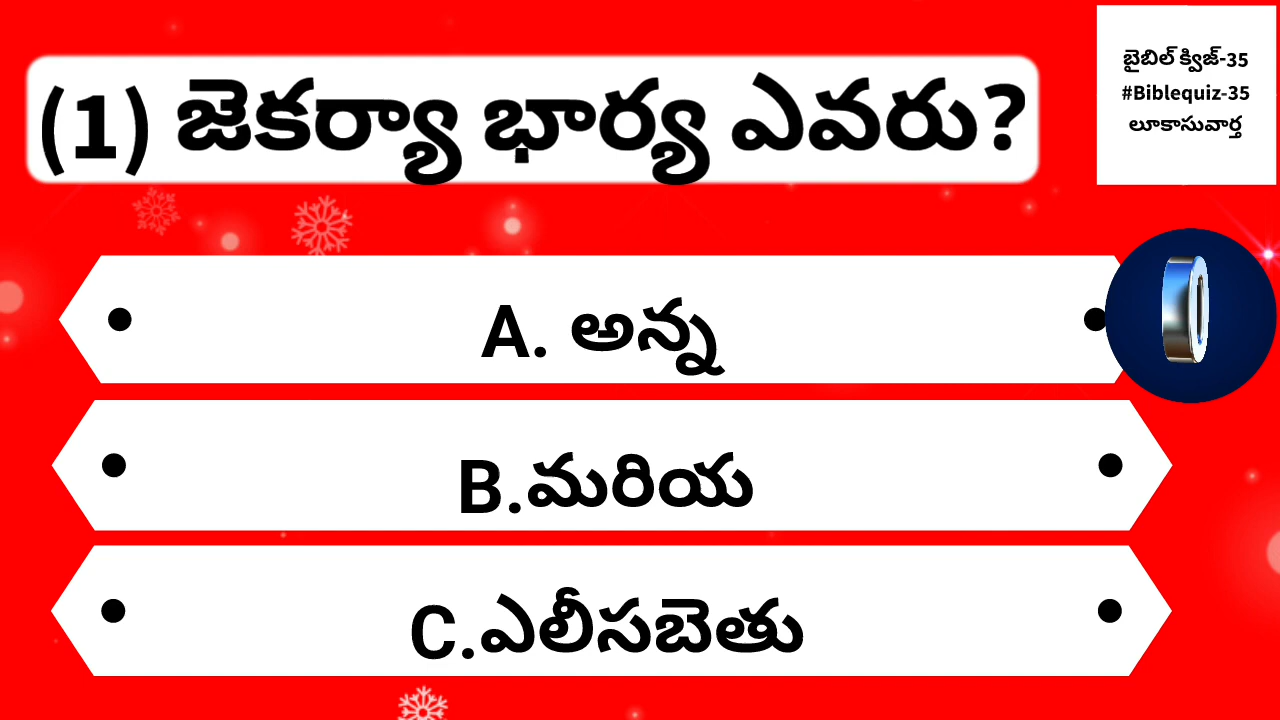 (1) జెకర్యా భార్య ఎవరు?
బైబిల్ క్విజ్-35
#Biblequiz-35
లూకాసువార్త
A. అన్న
B.మరియ
C.ఎలీసబెతు